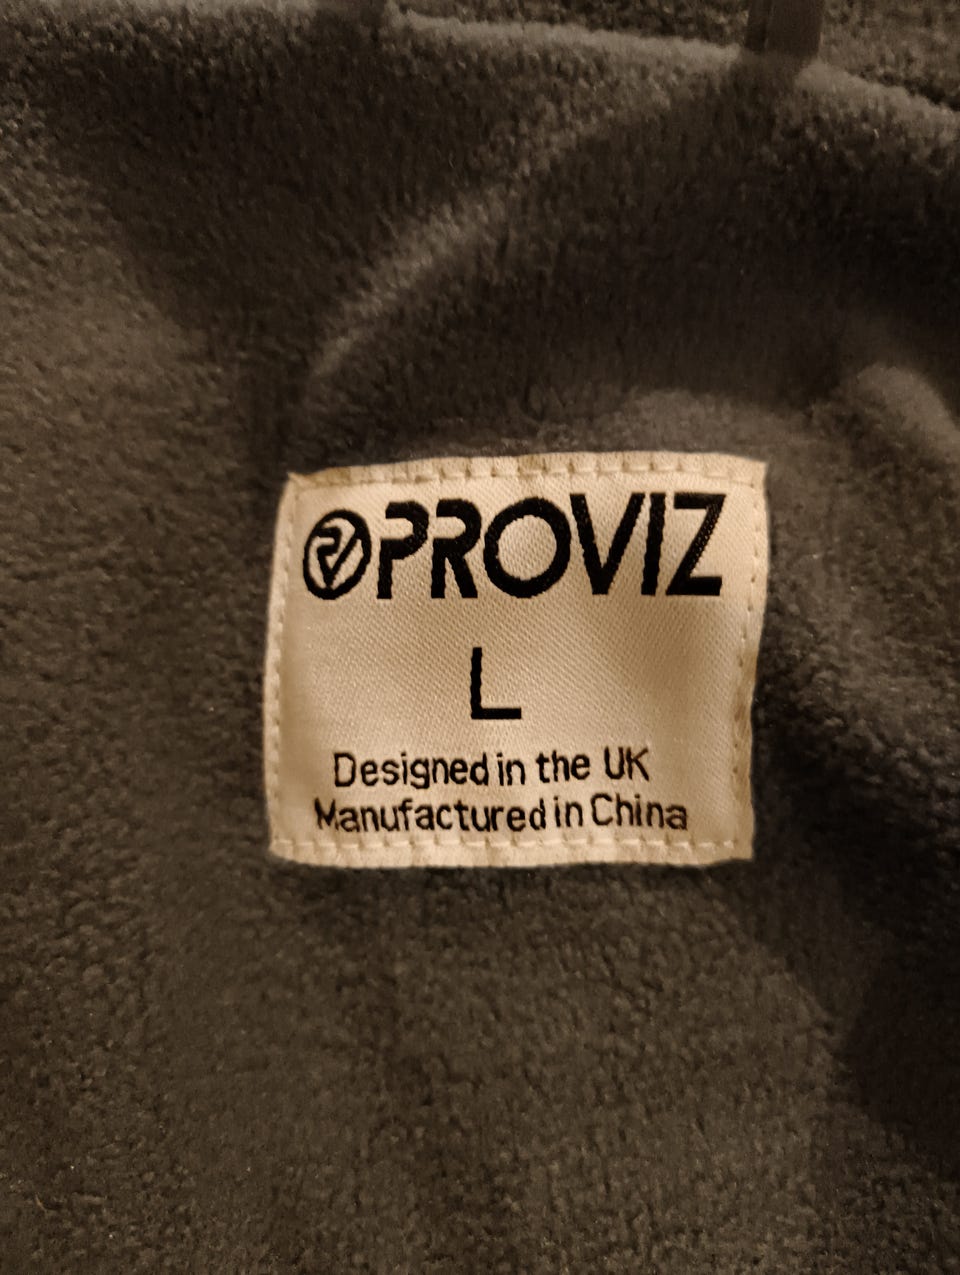 PROVIZ
L
Designed in the UK
Manufactured in China